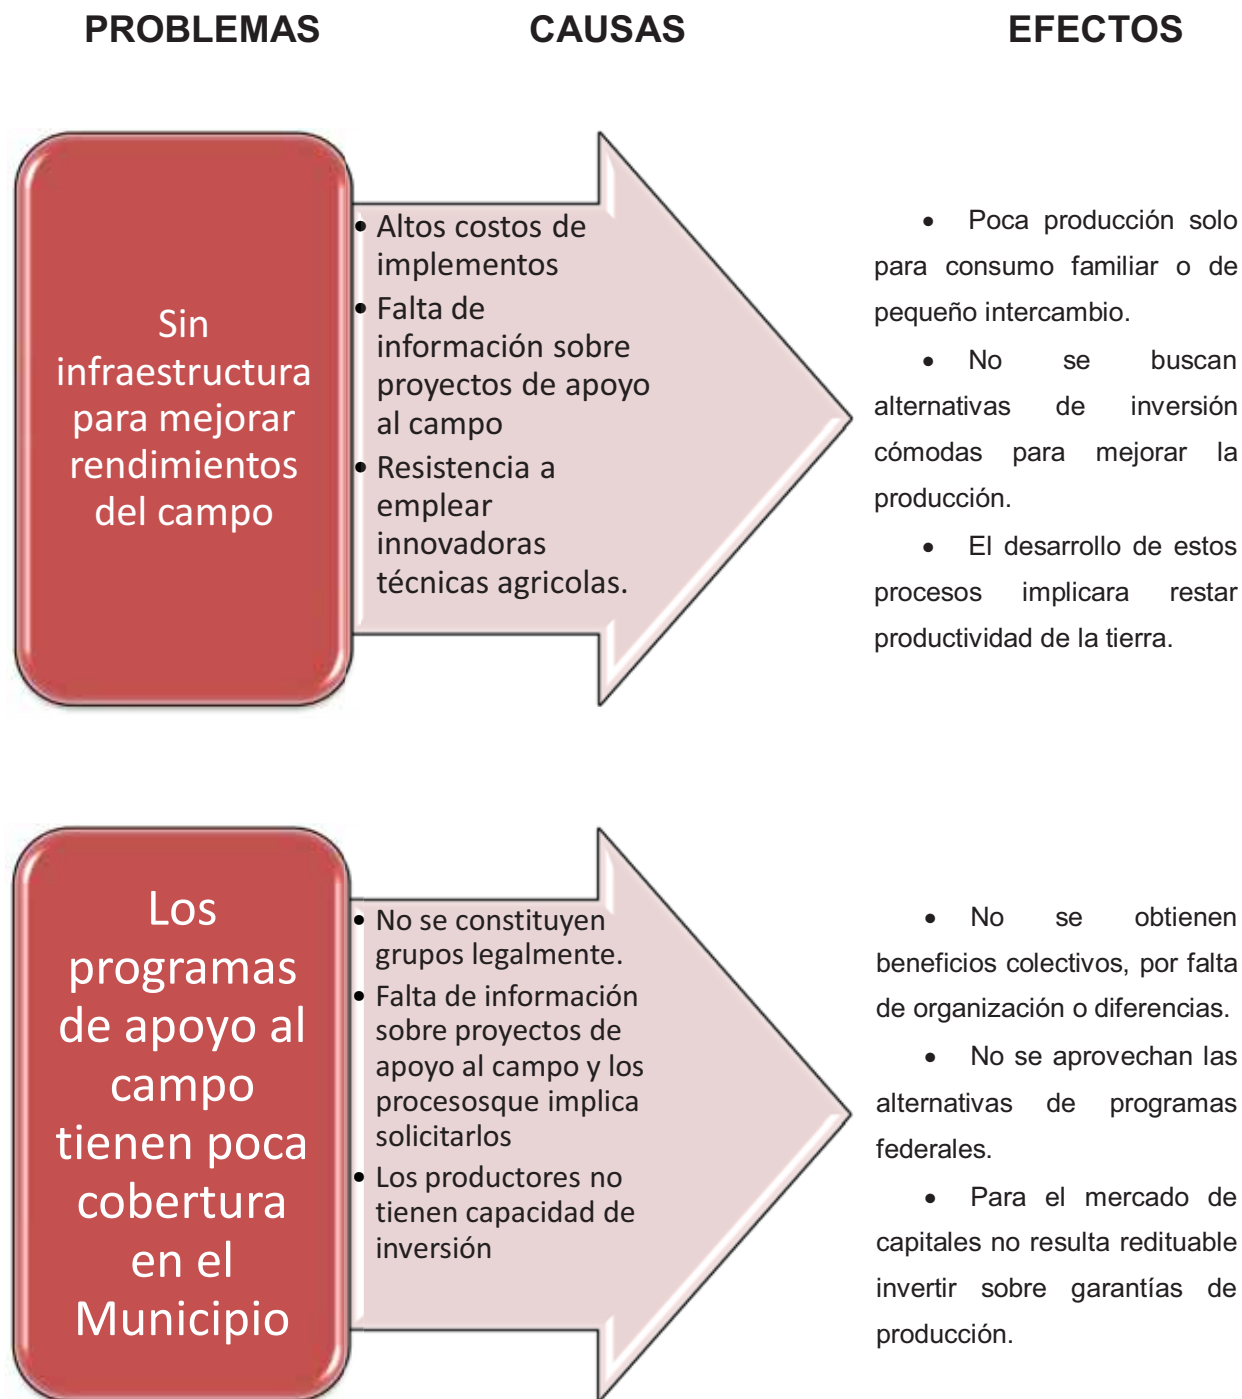 PROBLEMAS CAUSAS EFECTOS
Sin
infraestructura
para mejorar
rendimientos
del campo
• Altos costos de
implementos
• Falta de
información sobre
proyectos de apoyo
al campo
• Resistencia a
emplear
innovadoras
técnicas agricolas.
• Poca producción solo
para consumo familiar o de
pequeño intercambio.
• No se buscan
alternativas de inversión
cómodas para mejorar la
producción.
• El desarrollo de estos
procesos implicara restar
productividad de la tierra.
Los
programas
de apoyo al
campo
tienen poca
cobertura
en el
Municipio
• No se constituyen
grupos legalmente.
• Falta de información
sobre proyectos de
apoyo al campo y los
procesosque implica
solicitarlos
• Los productores no
tienen capacidad de
inversión
• No se obtienen
beneficios colectivos, por falta
de organización o diferencias.
• No se aprovechan las
alternativas de programas
federales.
• Para el mercado de
capitales no resulta redituable
invertir sobre garantías de
producción.